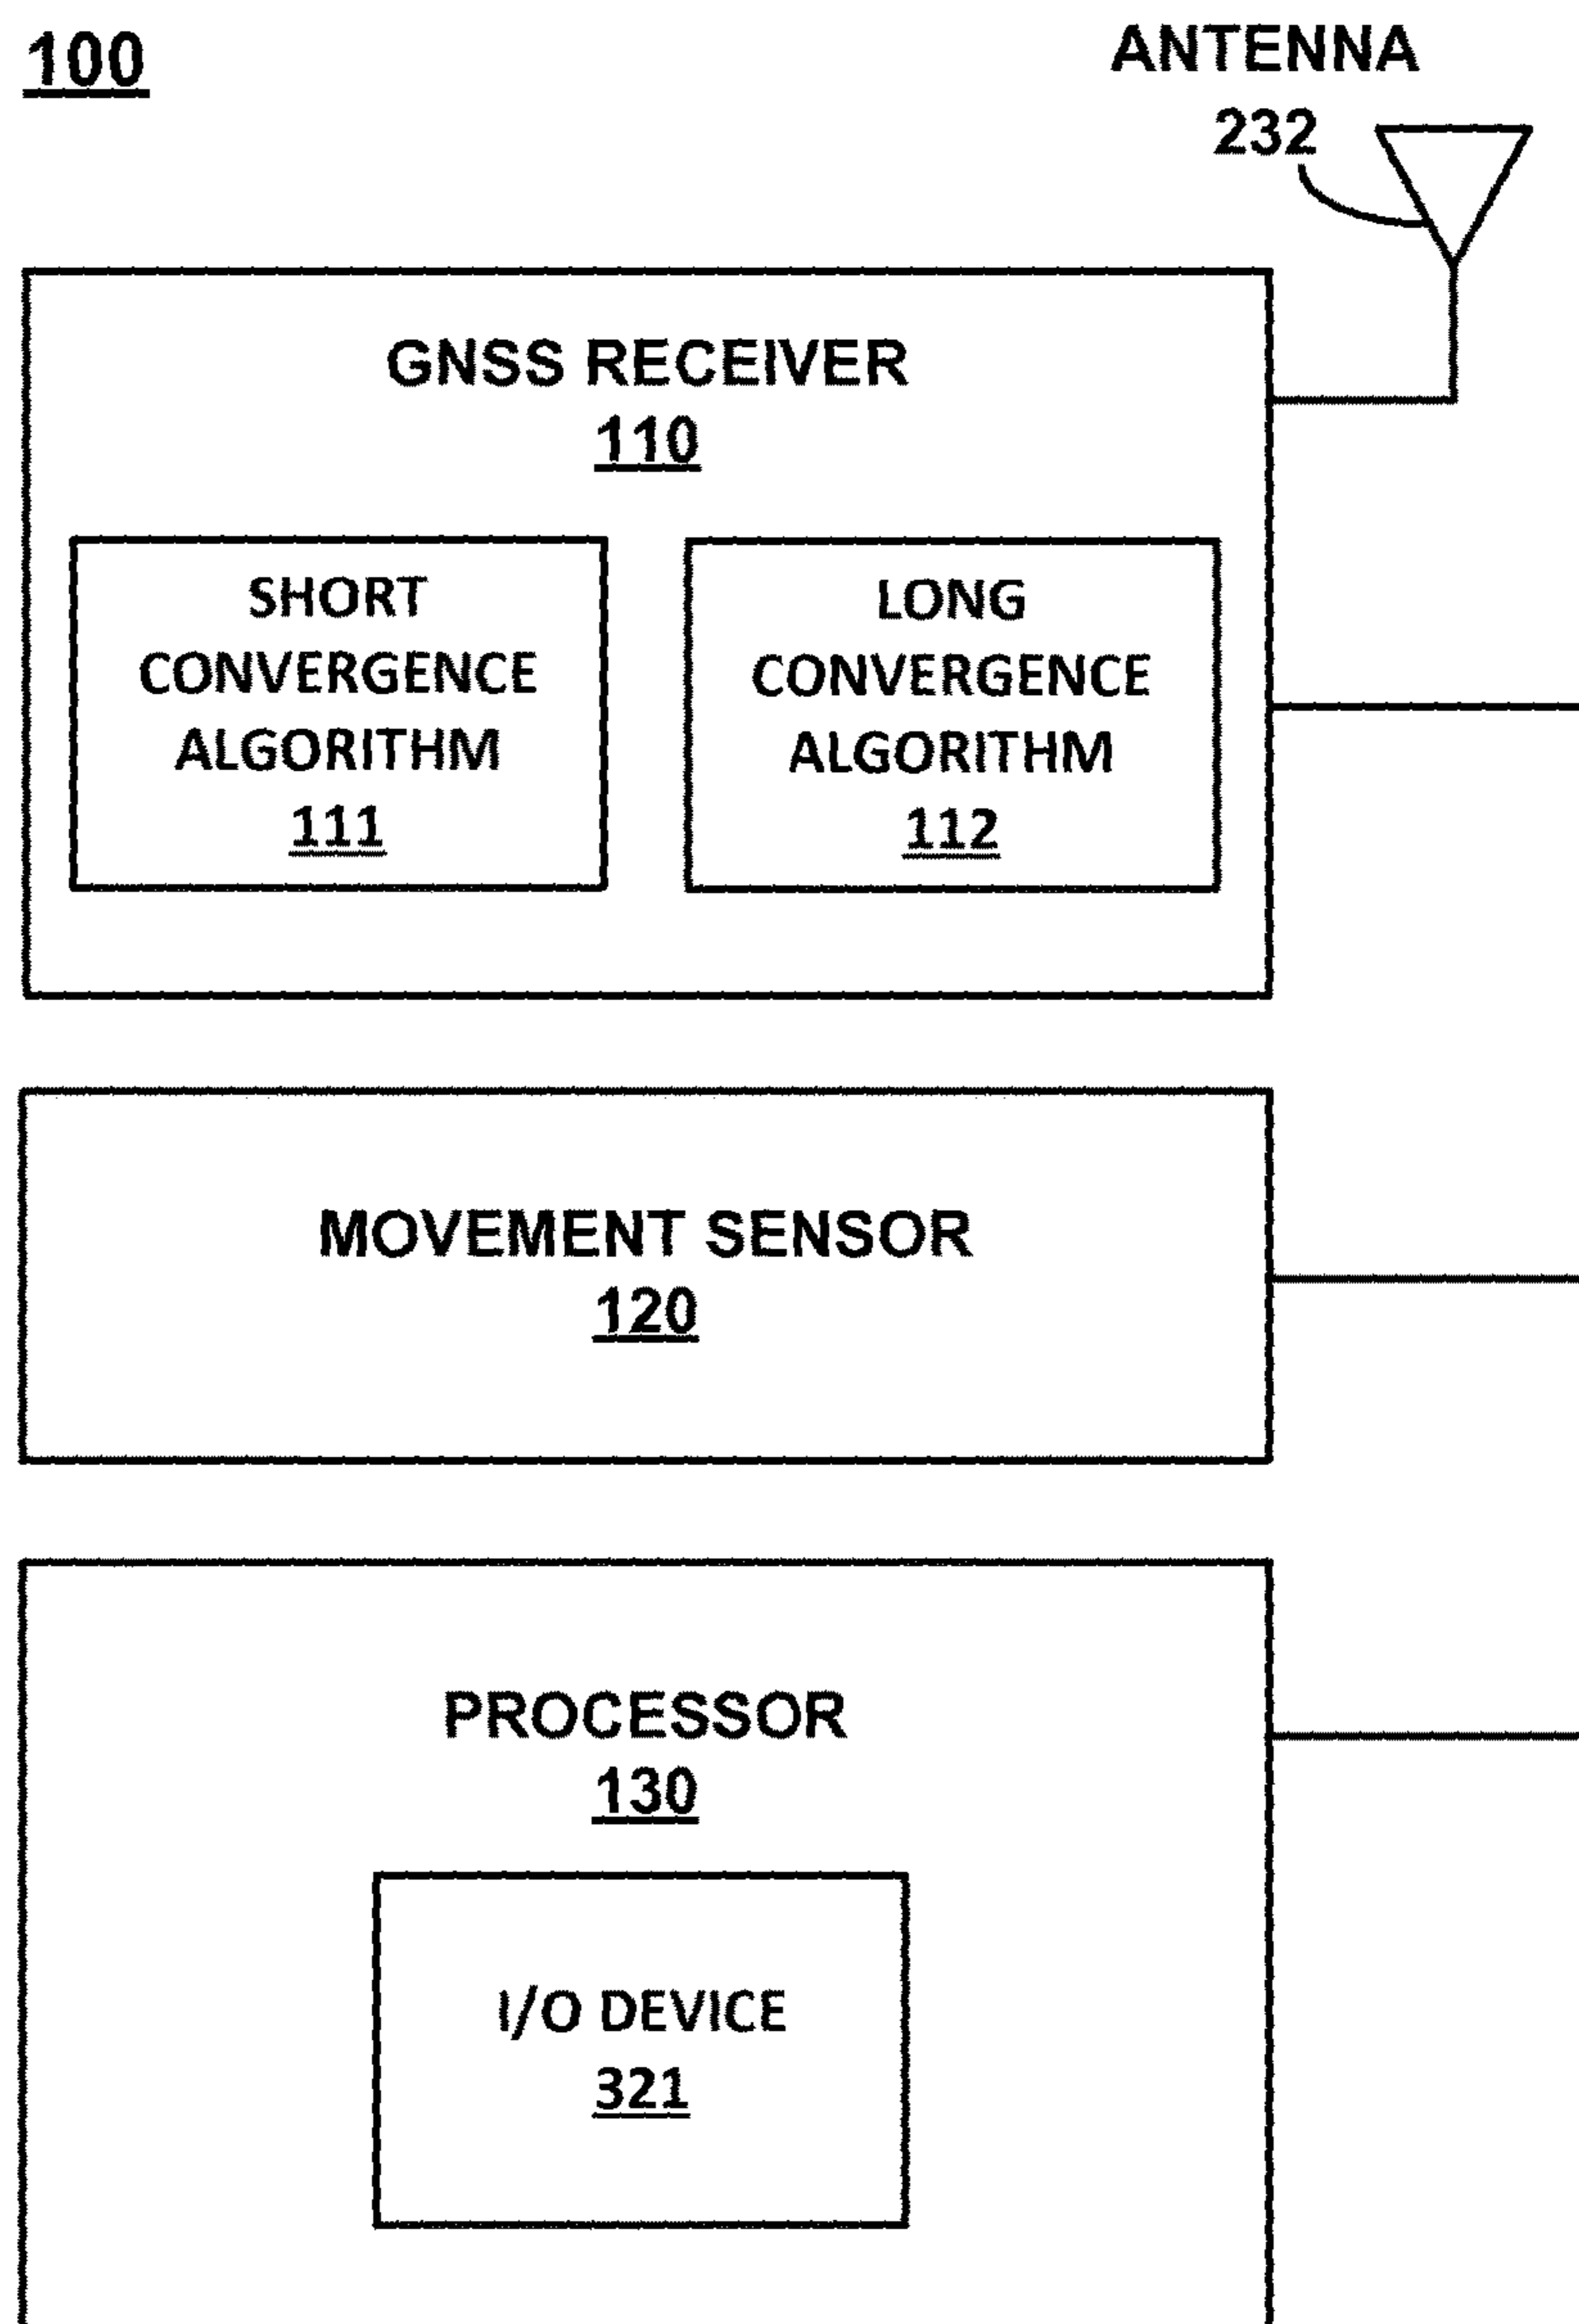 100
ANTENNA
232
GNSS RECEIVER
110
SHORT
CONVERGENCE
ALGORITHM
111
LONG
CONVERGENCE
ALGORITHM
112
MOVEMENT SENSOR
120
PROCESSOR
130
I/O DEVICE
321